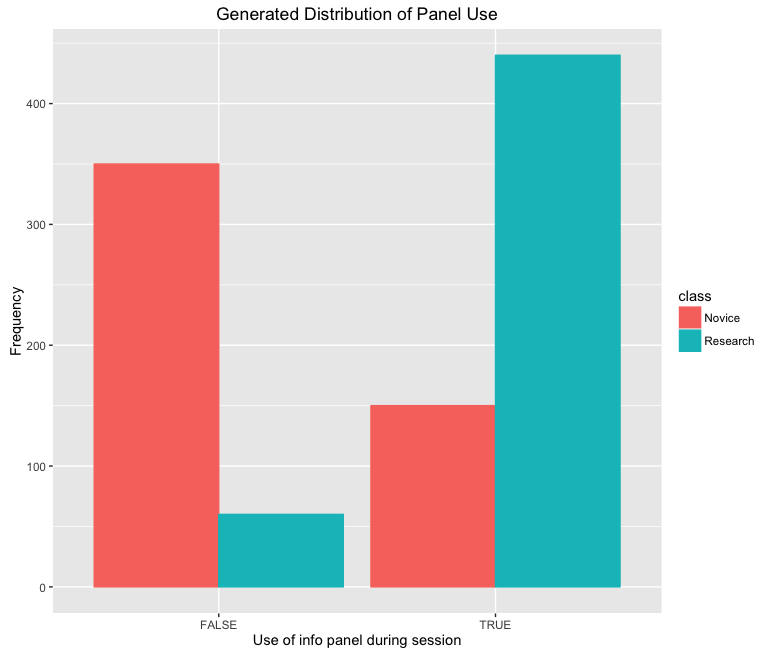 Generated Distribution of Panel Use
Frequency
400
300
200
100
0
FALSE
TRUE
Use of info panel during session
class
Novice
Research